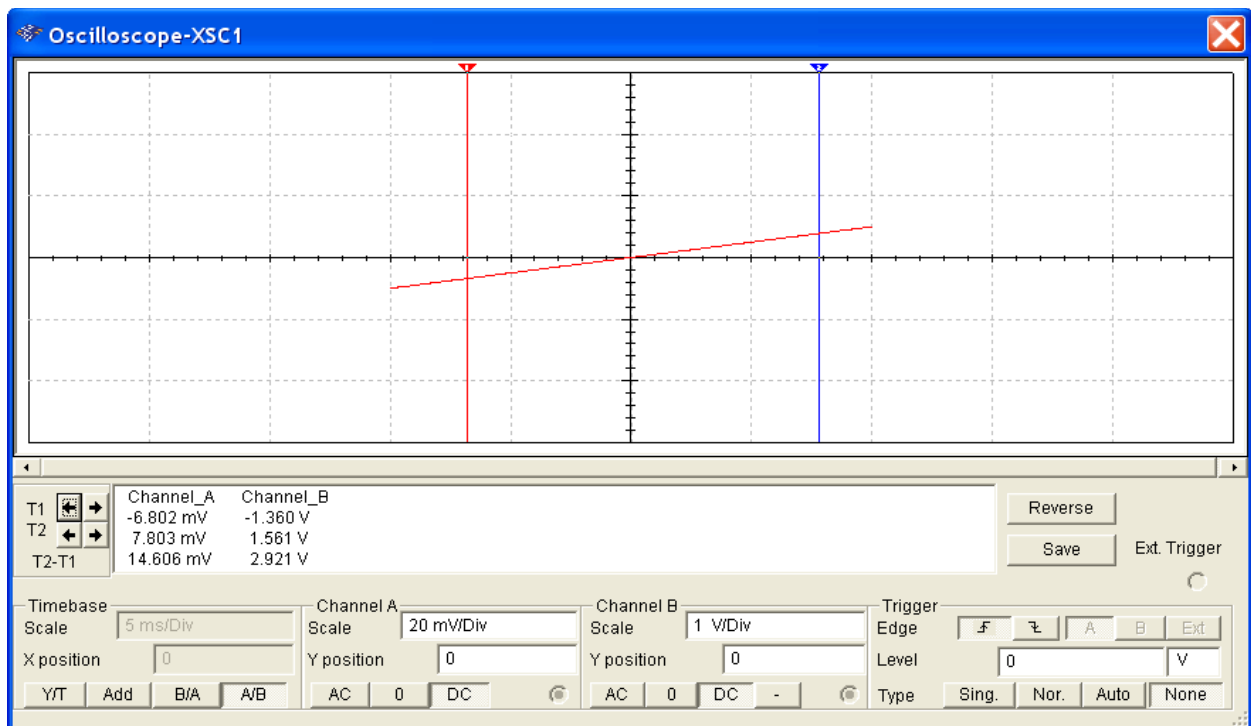 Oscilloscope-XSC1
1 2
T1
T2
T2-T1
Channel_A Channel_B
-6.802 mV -1.360 V
7.803 mV 1.561 V
14.606 mV 2.921 V
Reverse
Save
Ext. Trigger
Timebase
Scale 5 ms/Div
X position 0
Y/T Add B/A A/B
Channel A
Scale 20 mV/Div
Y position 0
AC 0 DC
Channel B
Scale 1 V/Div
Y position 0
AC 0 DC -
Trigger
Edge A B Ext
Level 0 V
Type Sing. Nor. Auto None